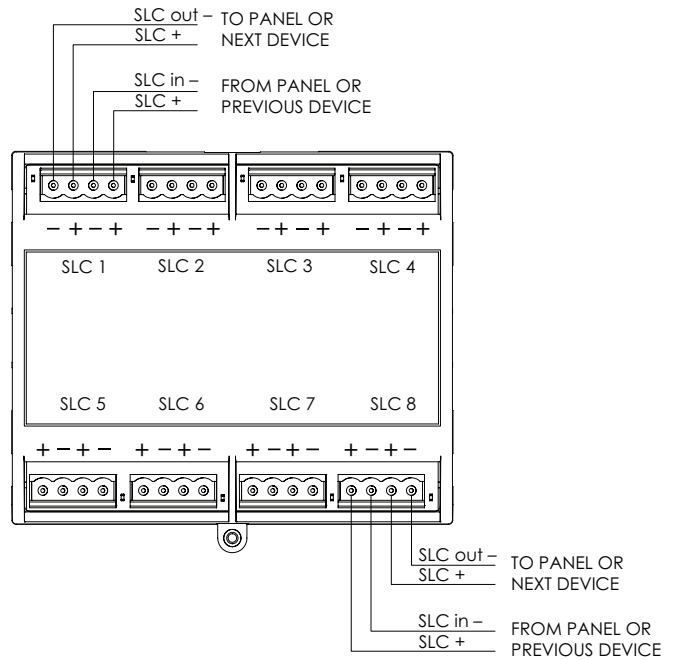 SLC out – TO PANEL OR
SLC + NEXT DEVICE
SLC in – FROM PANEL OR
SLC + PREVIOUS DEVICE
– + – + – + – + – + – + – + – +
SLC 1 SLC 2 SLC 3 SLC 4
SLC 5 SLC 6 SLC 7 SLC 8
+ – + – + – + – + – + – + – + –
SLC out – TO PANEL OR
SLC + NEXT DEVICE
SLC in – FROM PANEL OR
SLC + PREVIOUS DEVICE